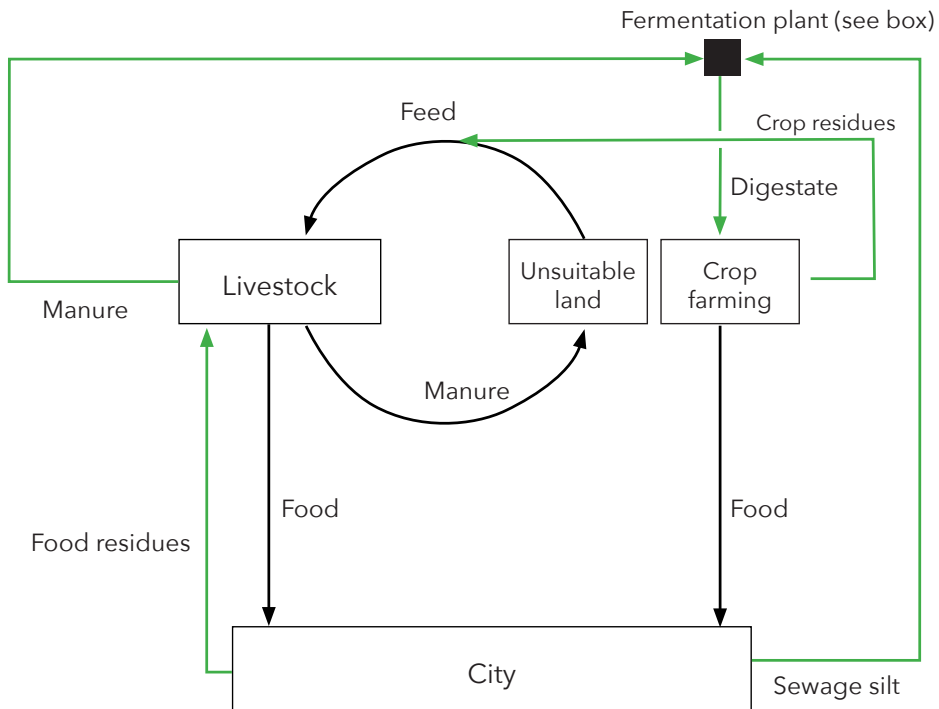 Fermentation plant (see box)
Feed
Crop residues
Digestate
Livestock
Unsuitable
land
Crop
farming
Manure
Manure
Food
Food
Food residues
City
Sewage silt